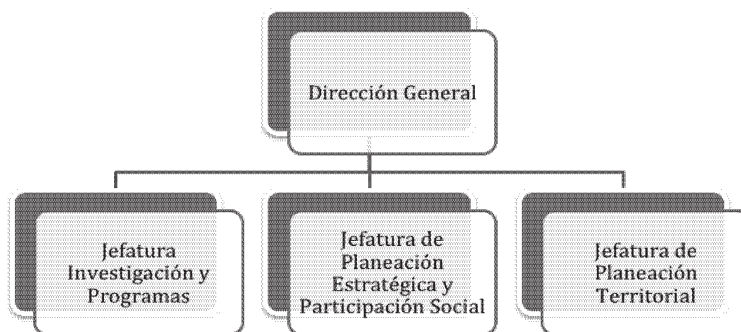 Dirección General
Jefatura
Investigación y
Programas
Jefatura de
Planeación
Estratégica y
Participación Social
Jefatura de
Planeación
Territorial